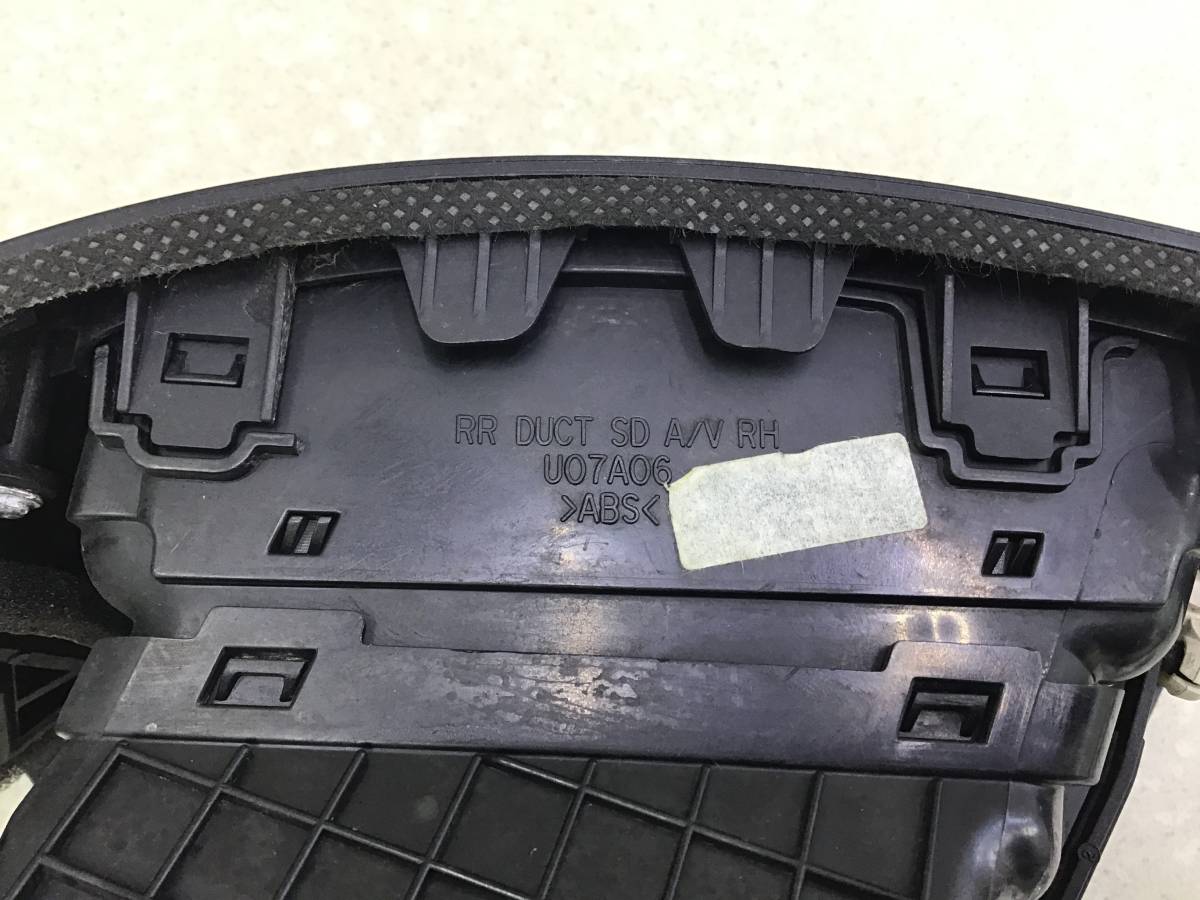 RR DUCT SD A/V RH
U07A06
>ABS<